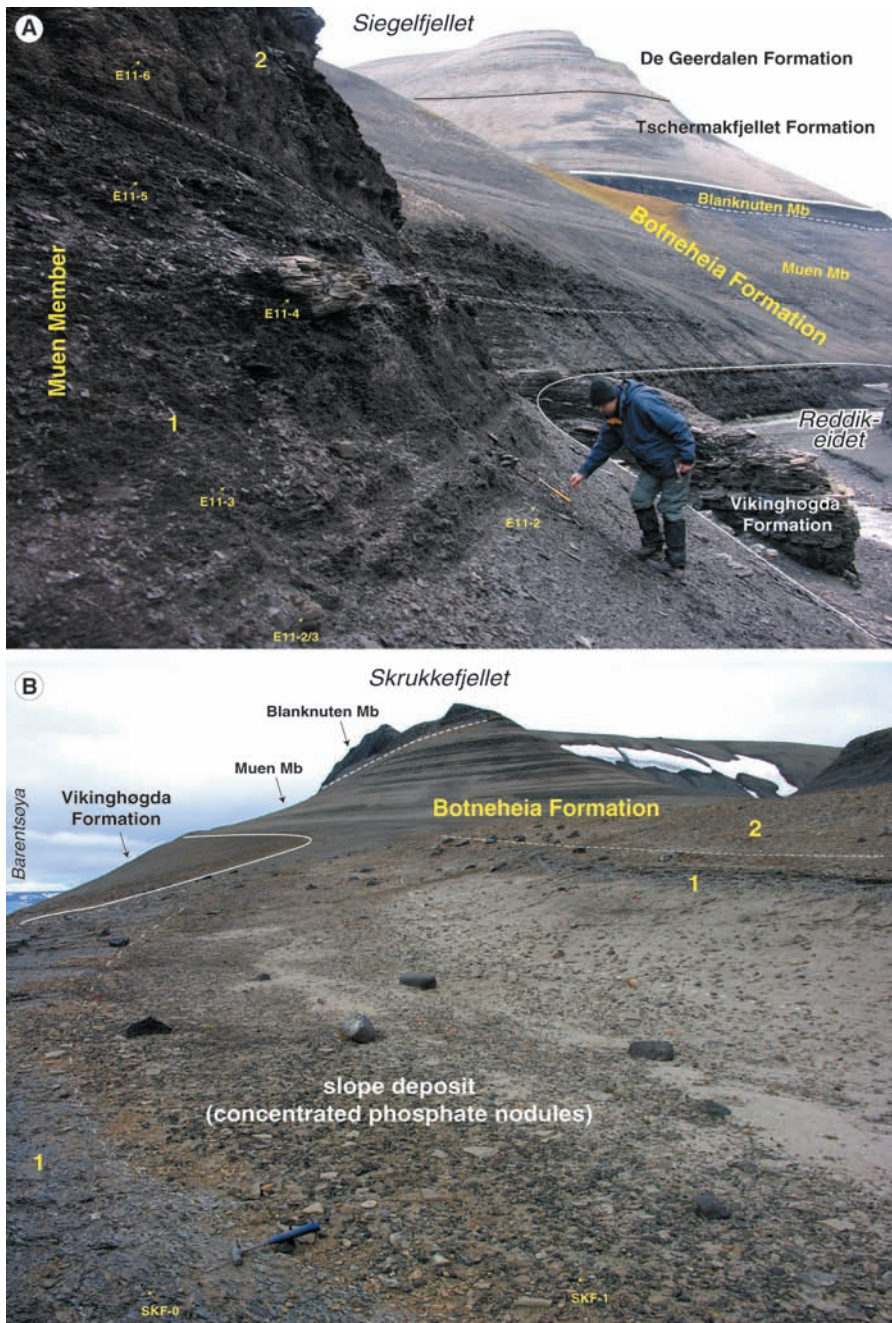 A
Siegelfjellet
De Geerdalen Formation
Tschermakfjellet Formation
Blanknuten Mb
Botneheia Formation
Muen Mb
2
E11-6
E11-5
Muen Member
E11-4
1
E11-3
E11-2
E11-2/3
Reddik-
eidet
Vikinghøgda
Formation
B
Skrukkefjellet
Blanknuten Mb
Muen Mb
Vikinghøgda
Formation
Barentsøya
Botneheia Formation
2
1
slope deposit
(concentrated phosphate nodules)
1
SKF-0
SKF-1